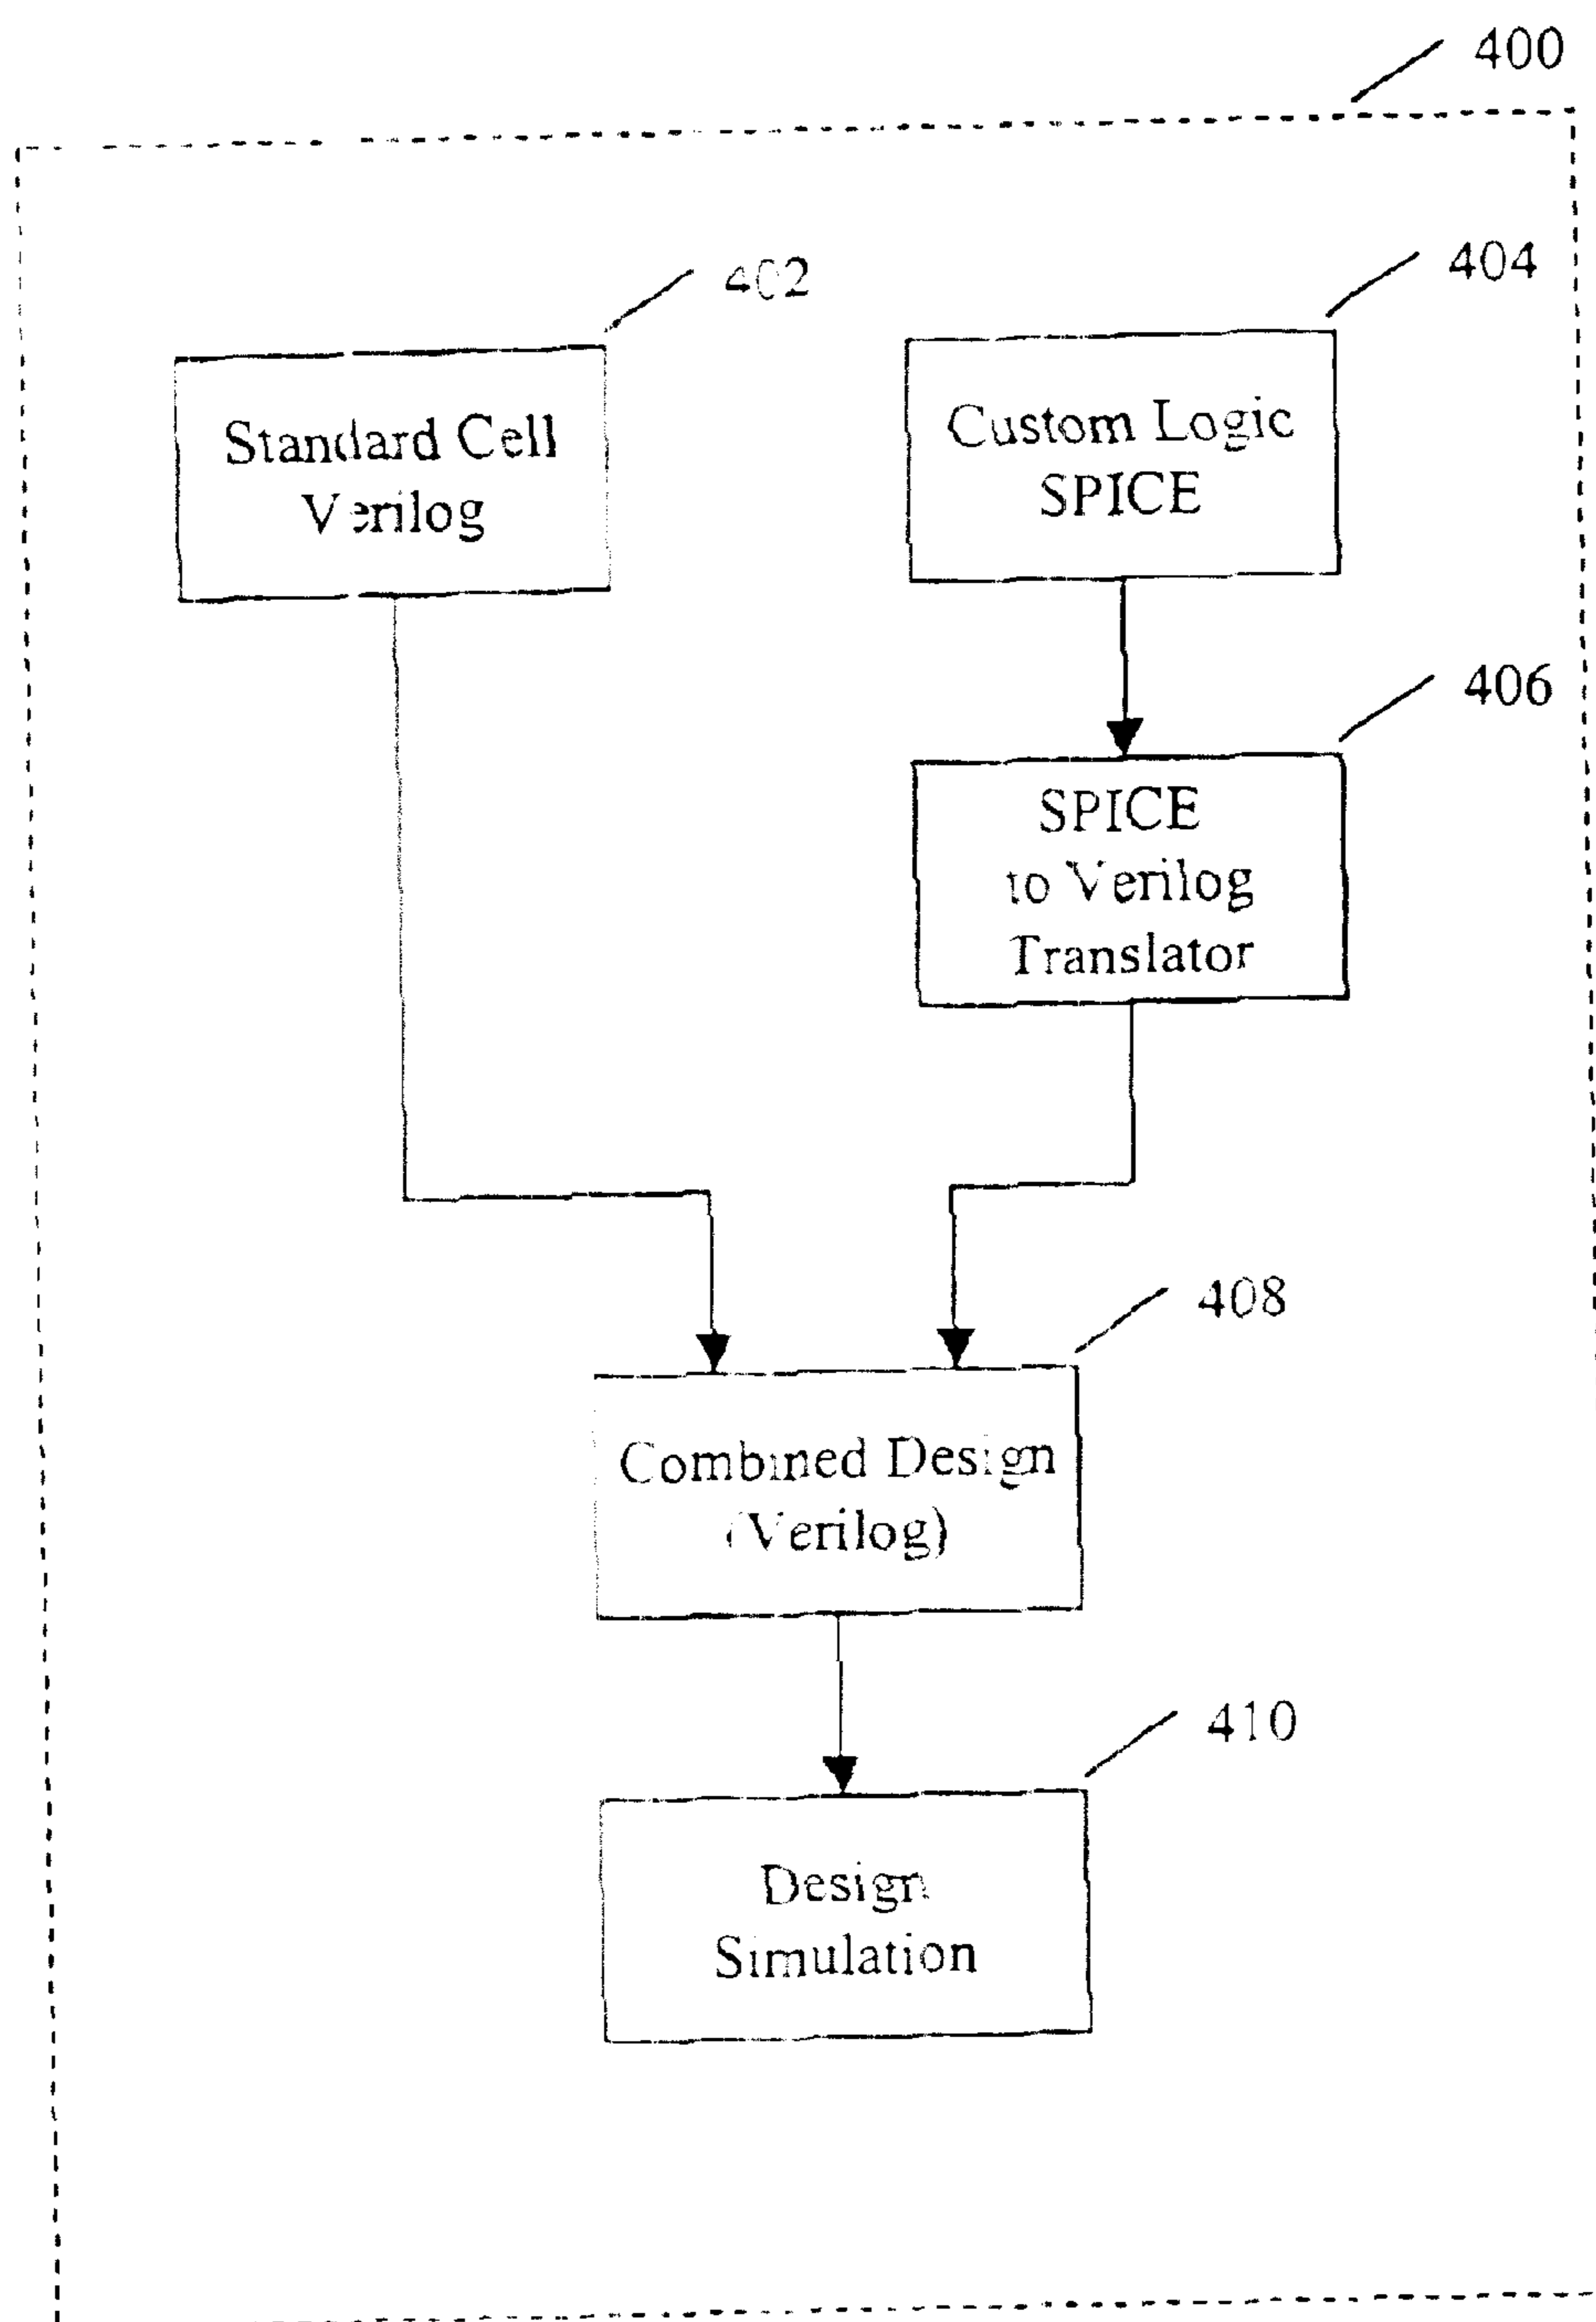 400
402
404
Standard Cell
Verilog
Custom Logic
SPICE
406
SPICE
to Verilog
Translator
408
Combined Design
(Verilog)
410
Design
Simulation